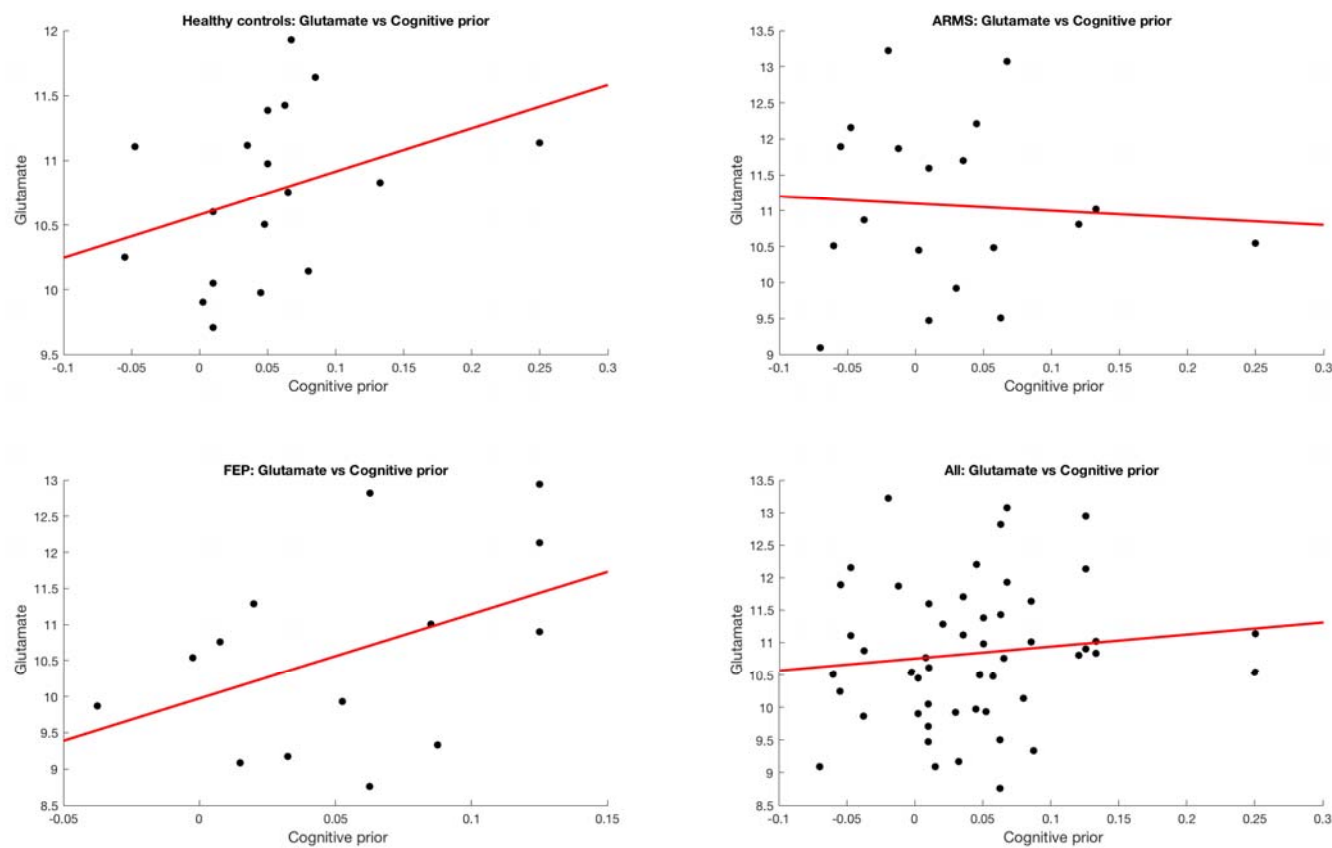 Healthy controls: Glutamate vs Cognitive prior
12
11.5
11
10.5
10
9.5
Glutamate
-0.1 -0.05 0 0.05 0.1 0.15 0.2 0.25 0.3
Cognitive prior
ARMS: Glutamate vs Cognitive prior
13.5
13
12.5
12
11.5
11
10.5
10
9.5
9
Glutamate
-0.1 -0.05 0 0.05 0.1 0.15 0.2 0.25 0.3
Cognitive prior
FEP: Glutamate vs Cognitive prior
13
12.5
12
11.5
11
10.5
10
9.5
9
8.5
Glutamate
-0.05 0 0.05 0.1 0.15
Cognitive prior
All: Glutamate vs Cognitive prior
13.5
13
12.5
12
11.5
11
10.5
10
9.5
9
8.5
Glutamate
-0.1 -0.05 0 0.05 0.1 0.15 0.2 0.25 0.3
Cognitive prior